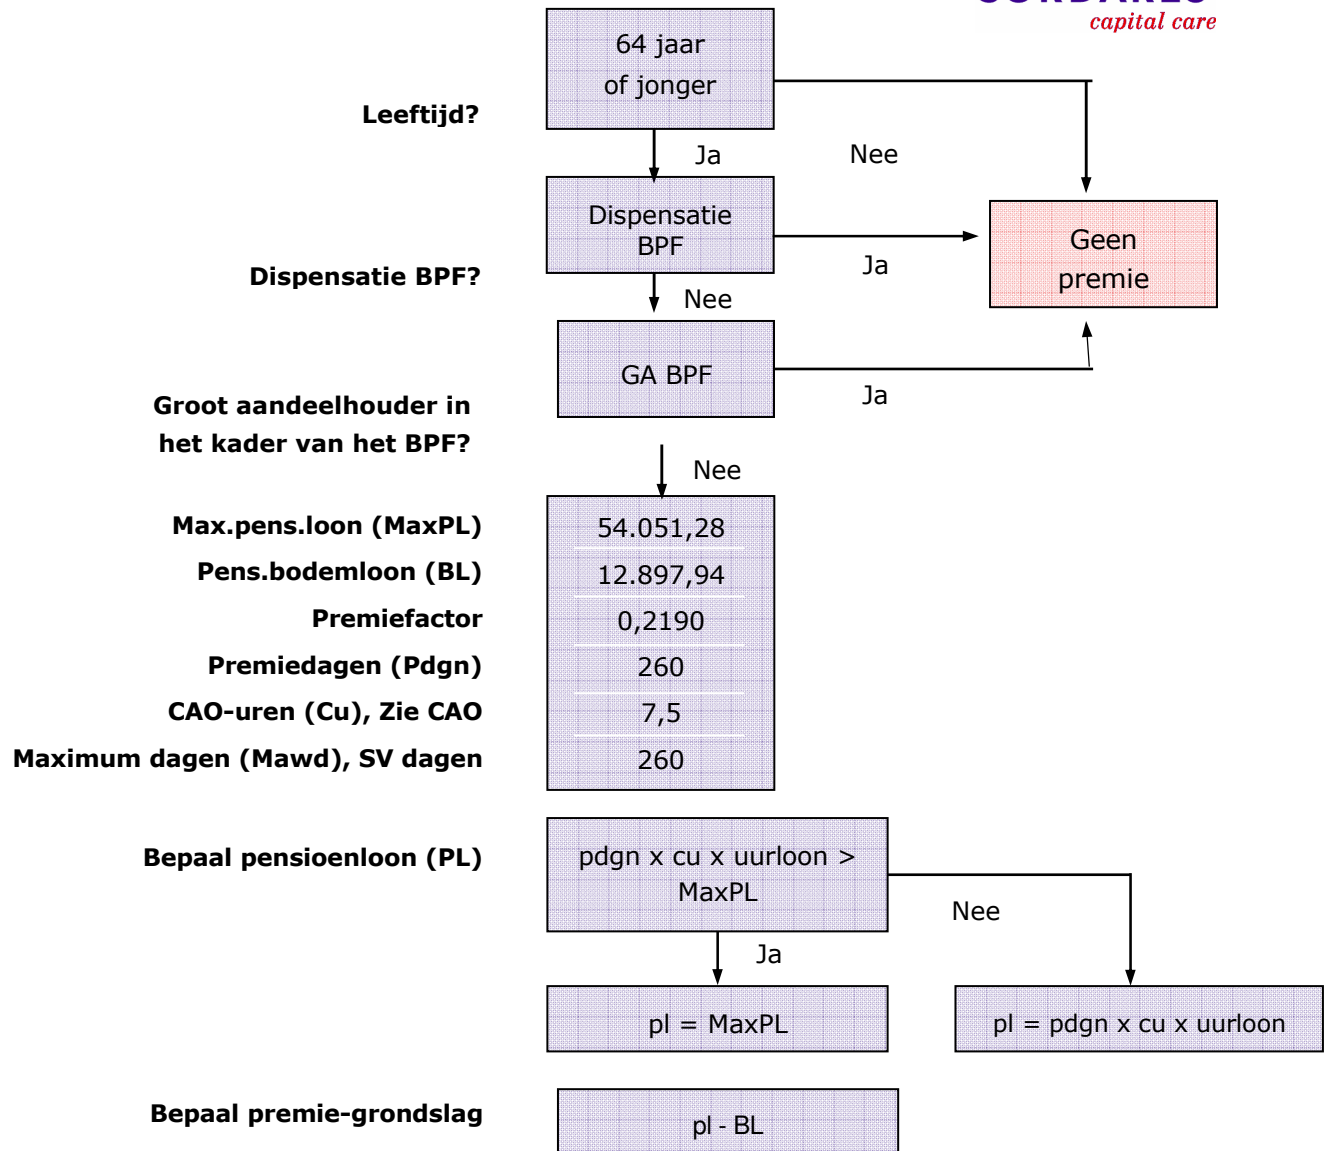 capital care
64 jaar
of jonger
Leeftijd?
Ja
Nee
Dispensatie
BPF
Geen
premie
Ja
Dispensatie BPF?
Nee
GA BPF
Ja
Groot aandeelhouder in
het kader van het BPF?
Nee
Max.pens.loon (MaxPL) 54.051,28
Pens.bodemloon (BL) 12.897,94
Premiefactor 0,2190
Premiedagen (Pdgn) 260
CAO-uren (Cu), Zie CAO 7,5
Maximum dagen (Mawd), SV dagen 260
Bepaal pensioenloon (PL)
pdgn x cu x uurloon >
MaxPL
Nee
Ja
pl = MaxPL
pl = pdgn x cu x uurloon
Bepaal premie-grondslag
pl - BL